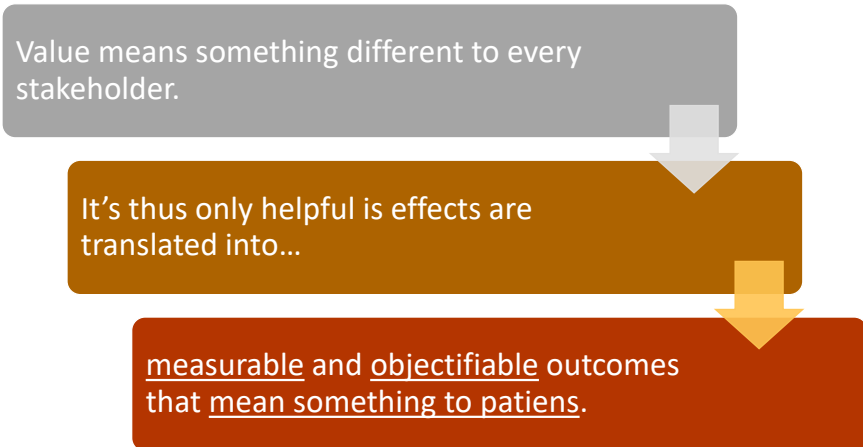 Value means something different to every
stakeholder.
It’s thus only helpful is effects are
translated into…
measurable and objectifiable outcomes
that mean something to patiens.